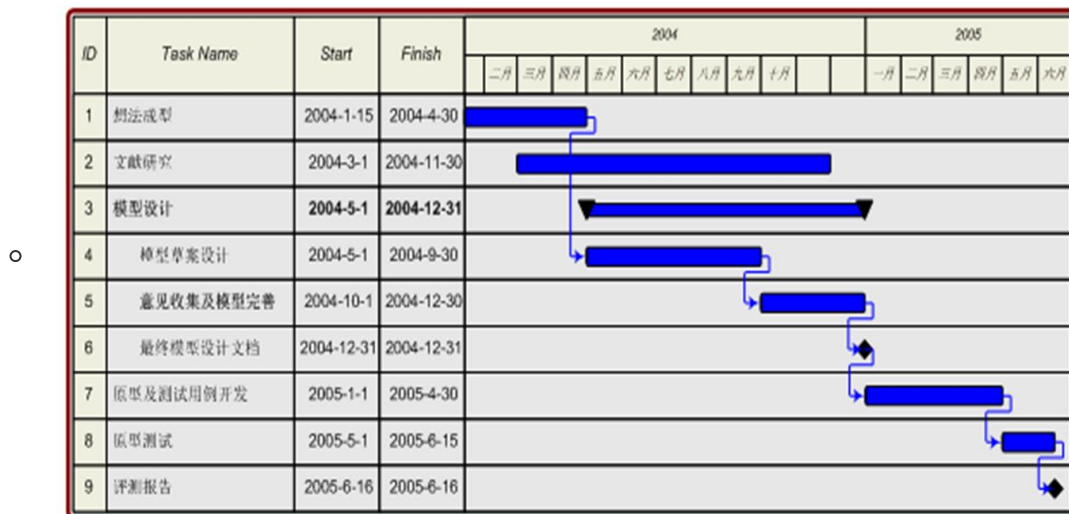 ID Task Name Start Finish 2004 2005
二月 三月 四月 五月 六月 七月 八月 九月 十月 一月 二月 三月 四月 五月 六月
1 想法成型 2004-1-15 2004-4-30
2 文献研究 2004-3-1 2004-11-30
3 模型设计 2004-5-1 2004-12-31
4 模型草案设计 2004-5-1 2004-9-30
5 意见收集及模型完善 2004-10-1 2004-12-30
6 最终模型设计文档 2004-12-31 2004-12-31
7 原型及测试用例开发 2005-1-1 2005-4-30
8 原型测试 2005-5-1 2005-6-15
9 评测报告 2005-6-16 2005-6-16